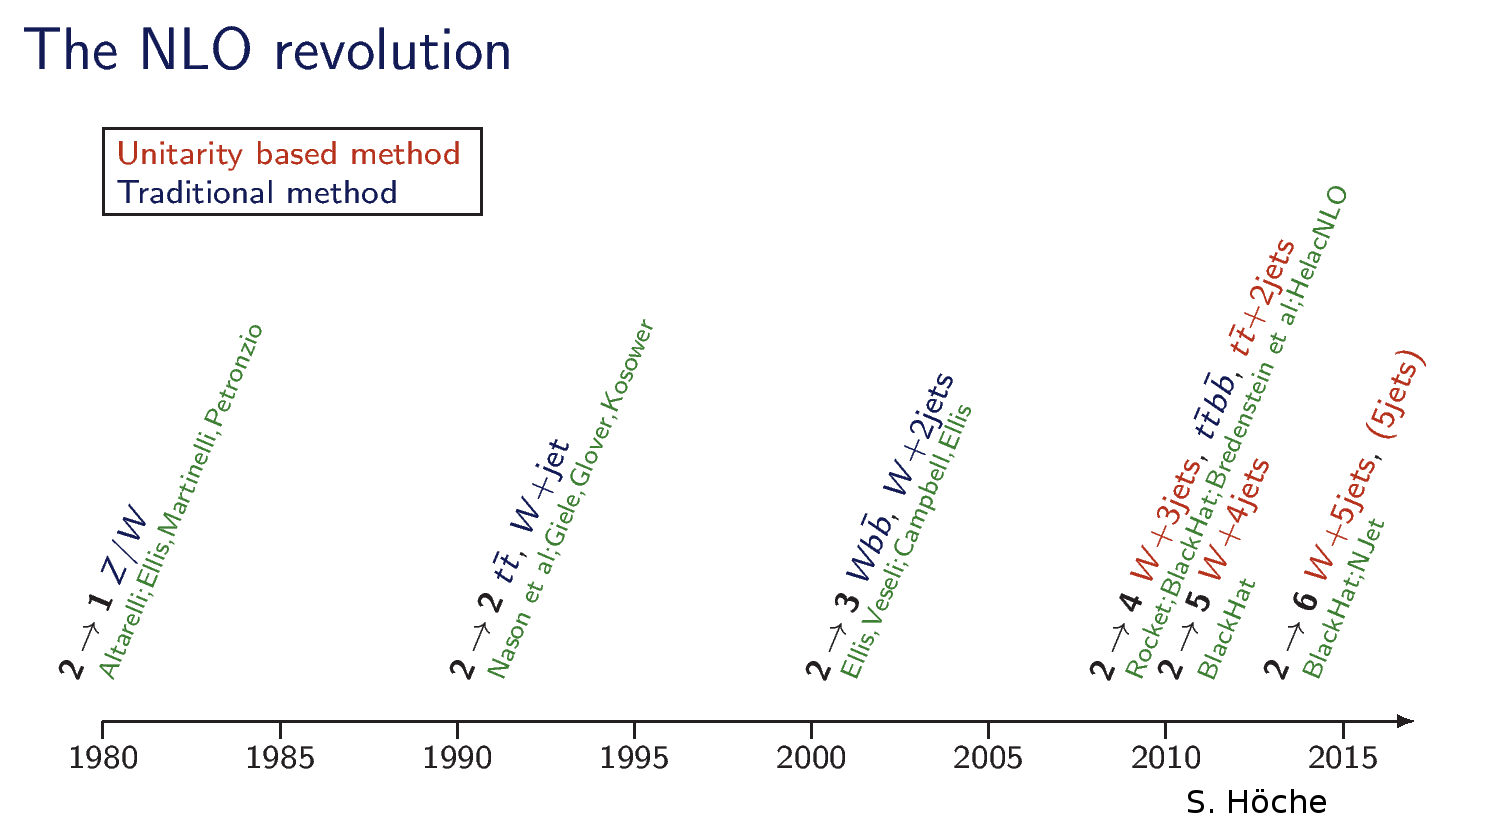 The NLO revolution
Unitarity based method
Traditional method
2 → 1 Z/W
Altarelli;Ellis,Martinelli,Petronzio
2 → 2 tt̄, W+jet
Nason et al;Giele,Glover,Kosower
2 → 3 Wbb̄, W+2jets
Ellis,Veseli;Campbell,Ellis
2 → 4 W+3jets, tt̄bb̄, tt̄+2jets
Rocket;BlackHat;Bredenstein et al;HelacNLO
2 → 5 W+4jets
BlackHat
2 → 6 W+5jets, (5jets)
BlackHat;NJet
1980 1985 1990 1995 2000 2005 2010 2015
S. Höche